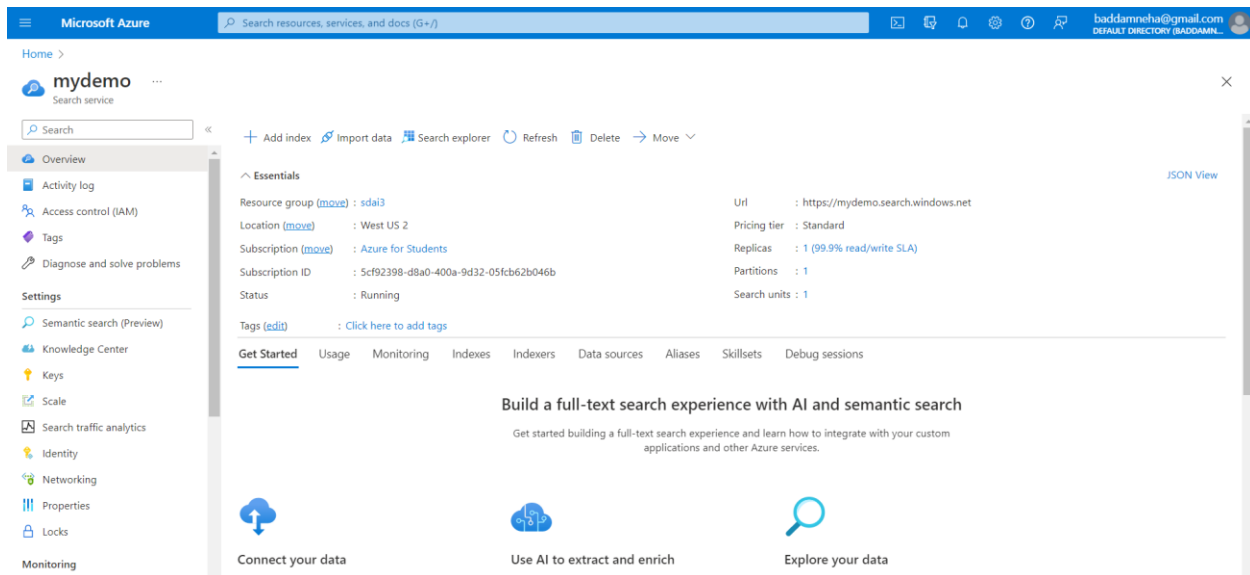 Microsoft Azure
Search resources, services, and docs (G+/)
baddamneha@gmail.com
DEFAULT DIRECTORY (BADDAMN...
Home >
mydemo ...
Search service
Search
«
Overview
Activity log
Access control (IAM)
Tags
Diagnose and solve problems
Settings
Semantic search (Preview)
Knowledge Center
Keys
Scale
Search traffic analytics
Identity
Networking
Properties
Locks
Monitoring
Add index Import data Search explorer Refresh Delete Move
Essentials
JSON View
Resource group (move) : sdai3
Location (move) : West US 2
Subscription (move) : Azure for Students
Subscription ID : 5cf92398-d8a0-400a-9d32-05fcb62b046b
Status : Running
Url : https://mydemo.search.windows.net
Pricing tier : Standard
Replicas : 1 (99.9% read/write SLA)
Partitions : 1
Search units : 1
Tags (edit) : Click here to add tags
Get Started Usage Monitoring Indexes Indexers Data sources Aliases Skillsets Debug sessions
Build a full-text search experience with AI and semantic search
Get started building a full-text search experience and learn how to integrate with your custom
applications and other Azure services.
Connect your data
Use AI to extract and enrich
Explore your data